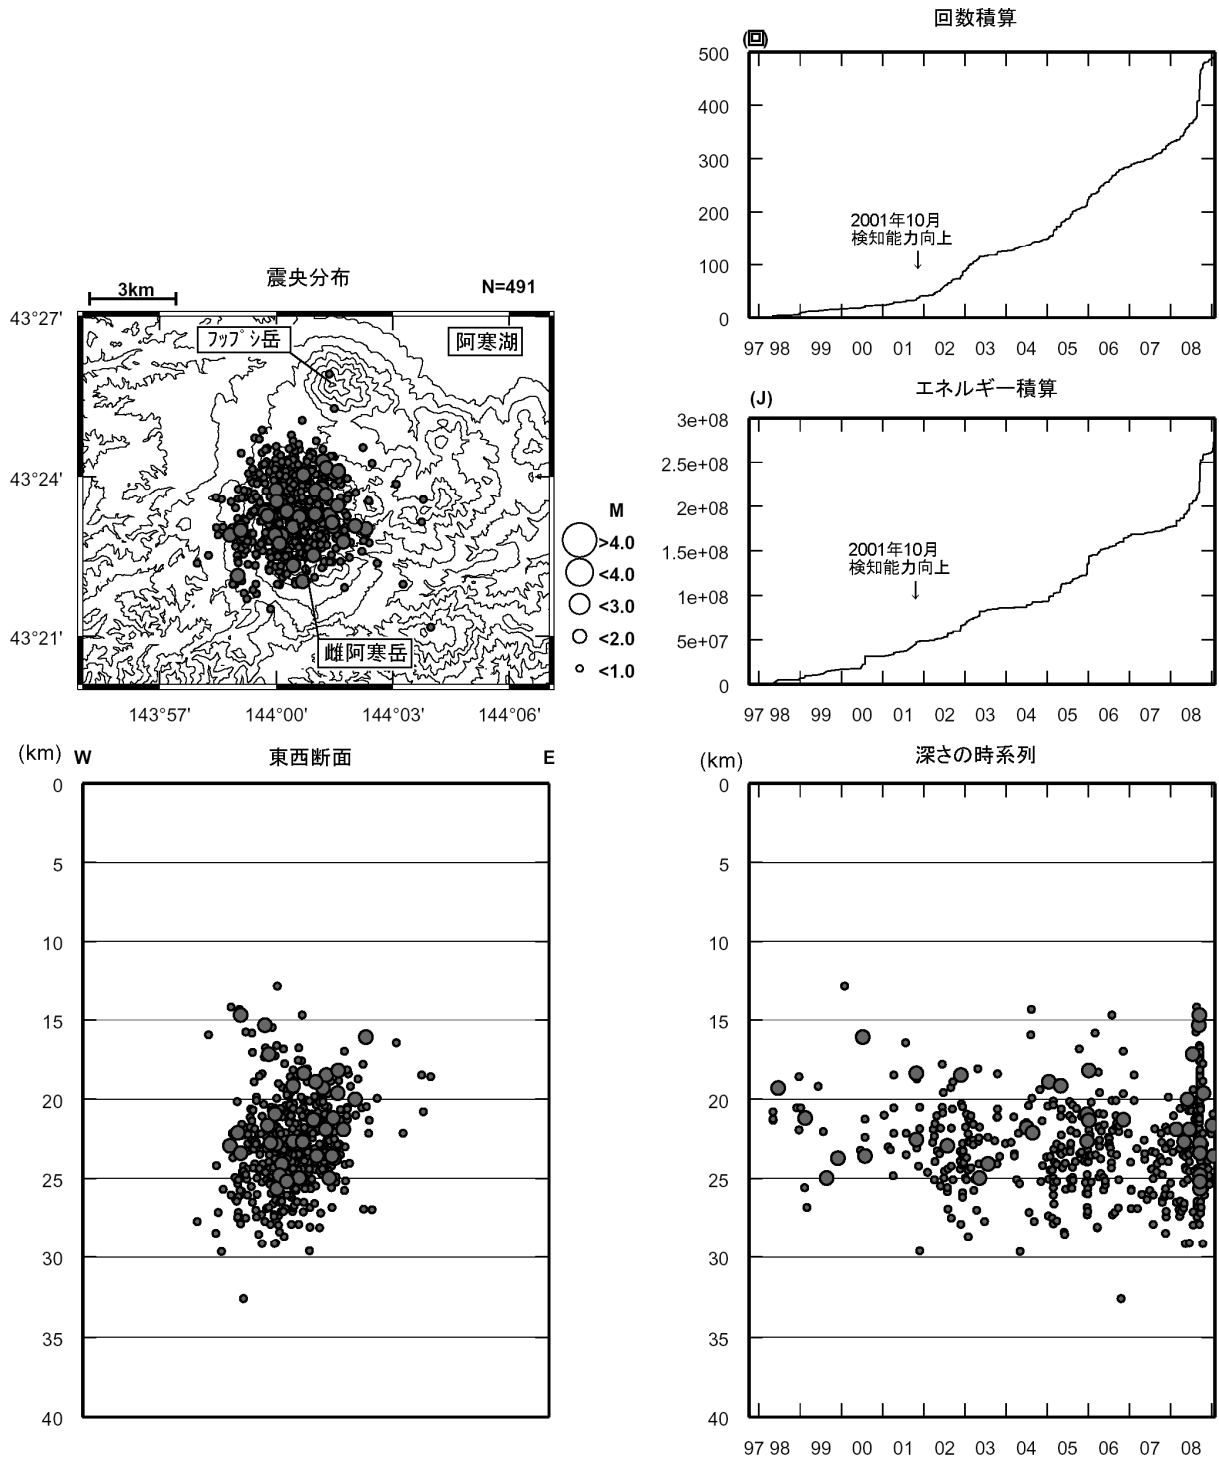 回数積算
(回)
500
400
300
200
100
0
2001年10月
検知能力向上
↓
97 98 99 00 01 02 03 04 05 06 07 08
震央分布
3km
N=491
43°27'
43°24'
43°21'
ﾌｯﾌﾟｼ岳
阿寒湖
雌阿寒岳
143°57' 144°00' 144°03' 144°06'
M
>4.0
<4.0
<3.0
<2.0
<1.0
エネルギー積算
(J)
3e+08
2.5e+08
2e+08
1.5e+08
1e+08
5e+07
0
2001年10月
検知能力向上
↓
97 98 99 00 01 02 03 04 05 06 07 08
東西断面
(km) W E
0
5
10
15
20
25
30
35
40
深さの時系列
(km)
0
5
10
15
20
25
30
35
40
97 98 99 00 01 02 03 04 05 06 07 08